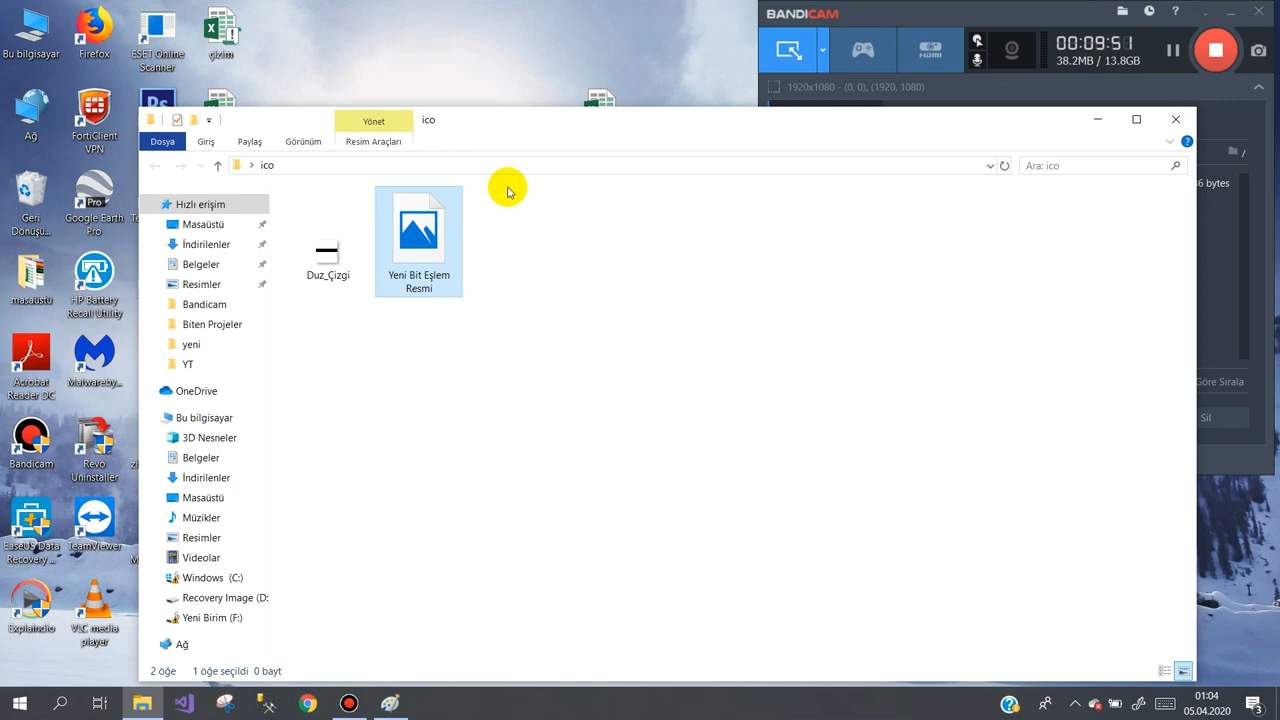 Bu bilgisayar
Firefox
ESET Online
Scanner
çizim
Ağ
FortiClient
VPN
Ps
Geri
Dönüşü...
Google Earth
Pro
masaüstü
HP Battery
Recall Utility
Acrobat
Reader DC
Malwareby...
Bandicam
Revo
Uninstaller
EaseUS Data
Recovery ...
TeamViewer
Explaindio
VLC media
player
BANDICAM
HDMI
00:09:51
38.2MB / 13.8GB
1920x1080 - (0, 0), (1920, 1080)
/
6 bytes
Göre Sırala
Sil
Yönet
ico
Dosya
Giriş
Paylaş
Görünüm
Resim Araçları
ico
Ara: ico
Hızlı erişim
Masaüstü
İndirilenler
Belgeler
Resimler
Bandicam
Biten Projeler
yeni
YT
OneDrive
Bu bilgisayar
3D Nesneler
Belgeler
İndirilenler
Masaüstü
Müzikler
Resimler
Videolar
Windows (C:)
Recovery Image (D:
Yeni Birim (F:)
Ağ
Duz_Çizgi
Yeni Bit Eşlem
Resmi
2 öğe
1 öğe seçildi 0 bayt
01:04
05.04.2020
3